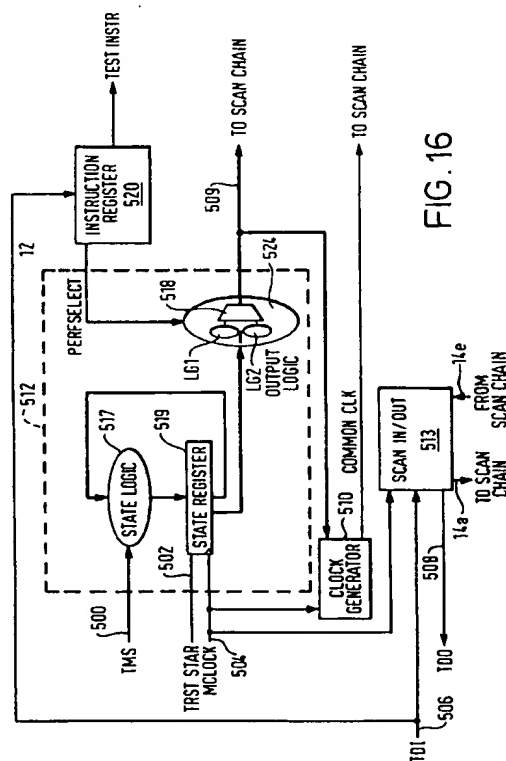 TEST INSTR
INSTRUCTION
REGISTER
520
12
PERFSELECT
512
TO SCAN CHAIN
509
518
524
LG1
LG2
OUTPUT
LOGIC
517
STATE LOGIC
519
STATE REGISTER
500
TMS
502
TRST STAR
MCLOCK
504
TO SCAN CHAIN
COMMON CLK
510
CLOCK
GENERATOR
SCAN IN/OUT
513
14e
FROM
SCAN CHAIN
14a
TO SCAN
CHAIN
508
TDO
TDI
506
FIG. 16